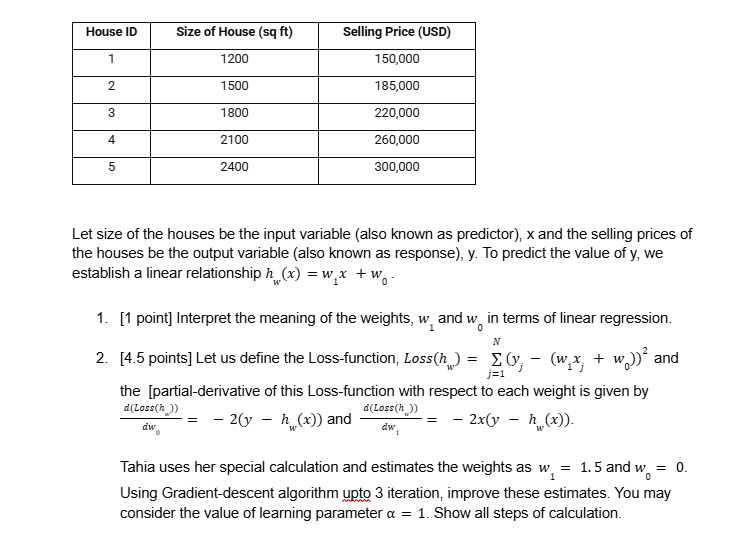 House ID Size of House (sq ft) Selling Price (USD)
1 1200 150,000
2 1500 185,000
3 1800 220,000
4 2100 260,000
5 2400 300,000
Let size of the houses be the input variable (also known as predictor), x and the selling prices of
the houses be the output variable (also known as response), y. To predict the value of y, we
establish a linear relationship h_w(x) = w_1x + w_0 .
1. [1 point] Interpret the meaning of the weights, w_1 and w_0 in terms of linear regression.
2. [4.5 points] Let us define the Loss-function, Loss(h_w) = N Σ j=1 (y_j − (w_1x_j + w_0))² and
the [partial-derivative of this Loss-function with respect to each weight is given by
d(Loss(h_w))/dw_0 = − 2(y − h_w(x)) and d(Loss(h_w))/dw_1 = − 2x(y − h_w(x)).
Tahia uses her special calculation and estimates the weights as w_1 = 1.5 and w_0 = 0.
Using Gradient-descent algorithm upto 3 iteration, improve these estimates. You may
consider the value of learning parameter α = 1. Show all steps of calculation.